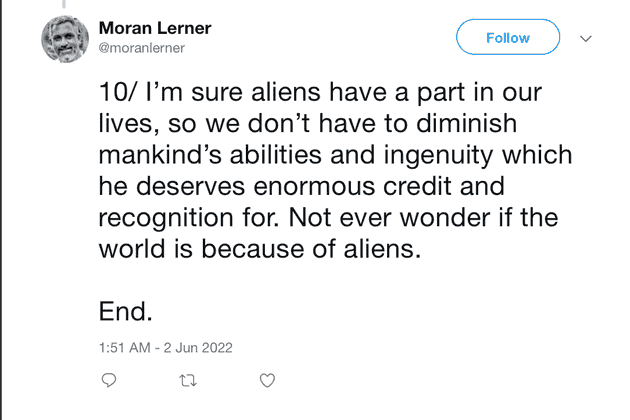 Moran Lerner
@moranlerner
Follow
10/ I’m sure aliens have a part in our
lives, so we don’t have to diminish
mankind’s abilities and ingenuity which
he deserves enormous credit and
recognition for. Not ever wonder if the
world is because of aliens.
End.
1:51 AM - 2 Jun 2022